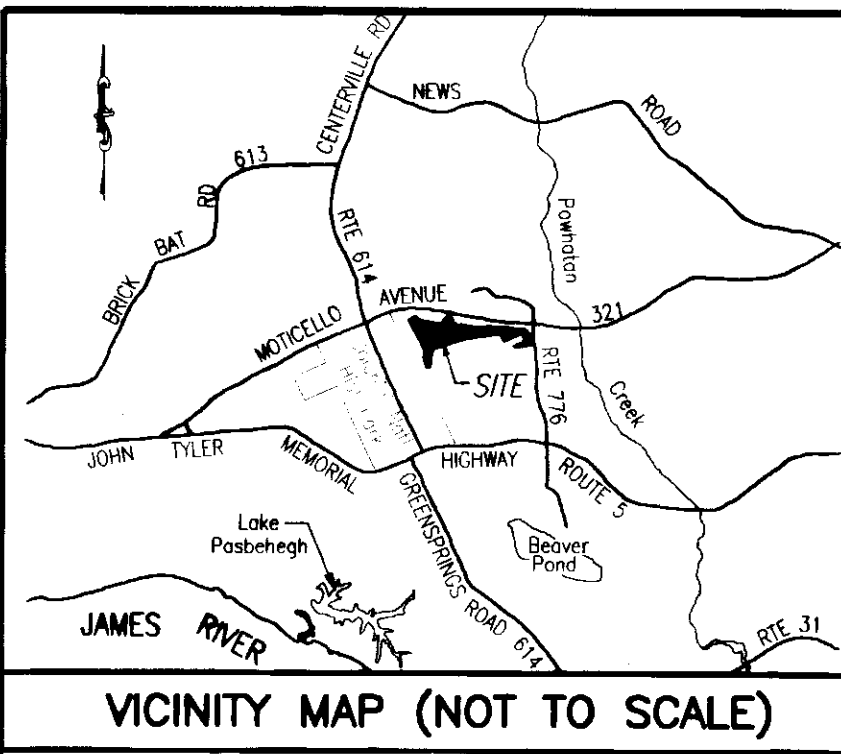 CENTERVILLE RD
NEWS ROAD
613
BRICK BAT RD
RTE 614
Powhatan Creek
MOTICELLO AVENUE
321
SITE
RTE 776
JOHN TYLER MEMORIAL HIGHWAY ROUTE 5
GREENSPRINGS ROAD 614
Lake
Pasbehegh
Beaver
Pond
JAMES RIVER
RTE 31
VICINITY MAP (NOT TO SCALE)